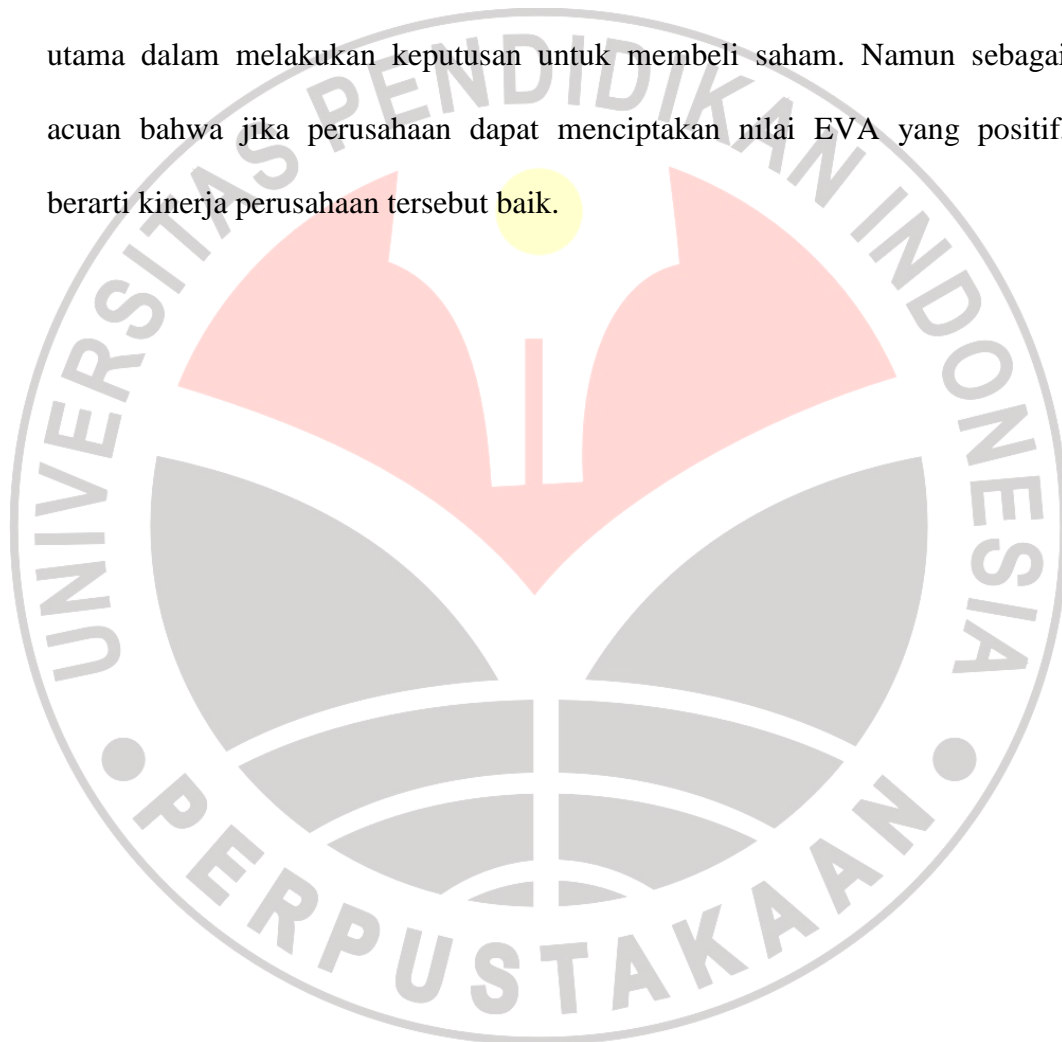 utama dalam melakukan keputusan untuk membeli saham. Namun sebagai
acuan bahwa jika perusahaan dapat menciptakan nilai EVA yang positif.
berarti kinerja perusahaan tersebut baik.
UNIVERSITAS PENDIDIKAN INDONESIA
PERPUSTAKAAN